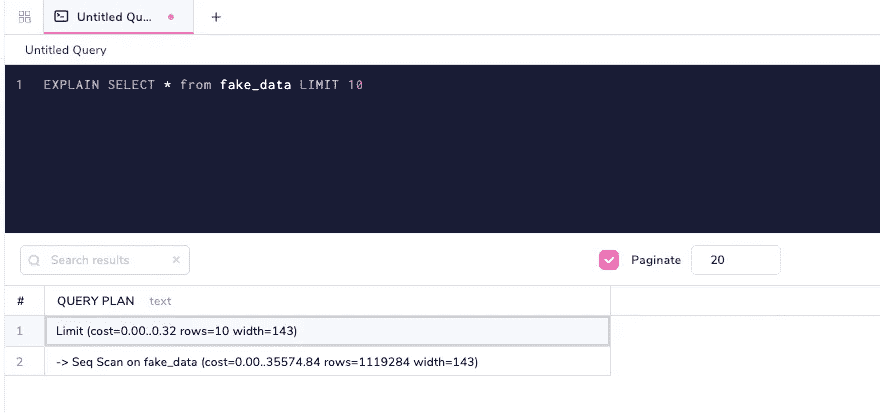 Untitled Qu...
+
Untitled Query
1 EXPLAIN SELECT * from fake_data LIMIT 10
Search results × Paginate 20
# QUERY PLAN text
1 Limit (cost=0.00..0.32 rows=10 width=143)
2 -> Seq Scan on fake_data (cost=0.00..35574.84 rows=1119284 width=143)